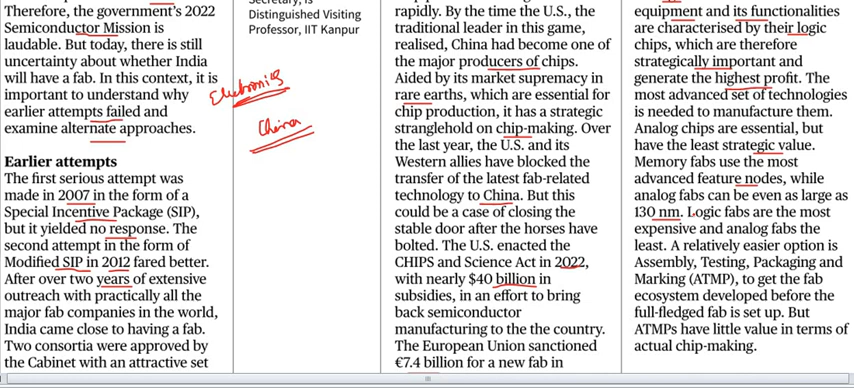 Therefore, the government's 2022
Semiconductor Mission is
laudable. But today, there is still
uncertainty about whether India
will have a fab. In this context, it is
important to understand why
earlier attempts failed and
examine alternate approaches.
Earlier attempts
The first serious attempt was
made in 2007 in the form of a
Special Incentive Package (SIP),
but it yielded no response. The
second attempt in the form of
Modified SIP in 2012 fared better.
After over two years of extensive
outreach with practically all the
major fab companies in the world,
India came close to having a fab.
Two consortia were approved by
the Cabinet with an attractive set
Secretary, is
Distinguished Visiting
Professor, IIT Kanpur
Electronics
China
rapidly. By the time the U.S., the
traditional leader in this game,
realised, China had become one of
the major producers of chips.
Aided by its market supremacy in
rare earths, which are essential for
chip production, it has a strategic
stranglehold on chip-making. Over
the last year, the U.S. and its
Western allies have blocked the
transfer of the latest fab-related
technology to China. But this
could be a case of closing the
stable door after the horses have
bolted. The U.S. enacted the
CHIPS and Science Act in 2022,
with nearly $40 billion in
subsidies, in an effort to bring
back semiconductor
manufacturing to the the country.
The European Union sanctioned
€7.4 billion for a new fab in
equipment and its functionalities
are characterised by their logic
chips, which are therefore
strategically important and
generate the highest profit. The
most advanced set of technologies
is needed to manufacture them.
Analog chips are essential, but
have the least strategic value.
Memory fabs use the most
advanced feature nodes, while
analog fabs can be even as large as
130 nm. Logic fabs are the most
expensive and analog fabs the
least. A relatively easier option is
Assembly, Testing, Packaging and
Marking (ATMP), to get the fab
ecosystem developed before the
full-fledged fab is set up. But
ATMPs have little value in terms of
actual chip-making.